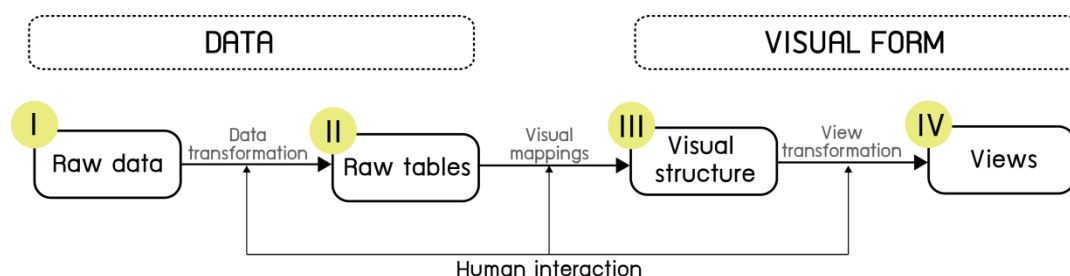 DATA
VISUAL FORM
I
Raw data
Data
transformation
II
Raw tables
Visual
mappings
III
Visual
structure
View
transformation
IV
Views
Human interaction